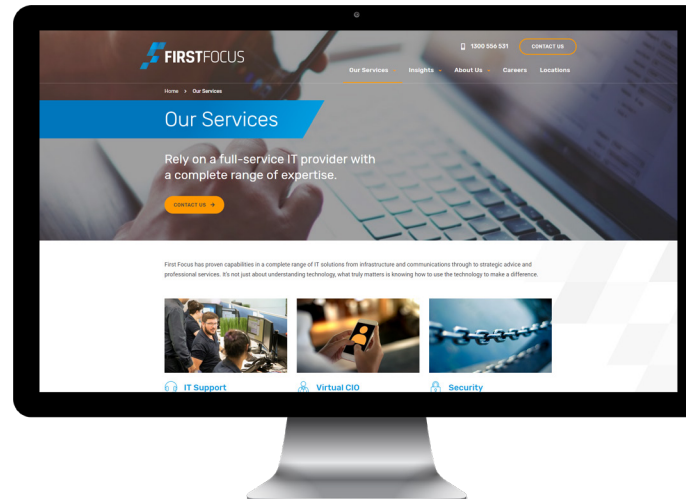 FIRSTFOCUS
1300 556 531
CONTACT US
Our Services
Insights
About Us
Careers
Locations
Home > Our Services
Our Services
Rely on a full-service IT provider with
a complete range of expertise.
CONTACT US →
First Focus has proven capabilities in a complete range of IT solutions from infrastructure and communications through to strategic advice and
professional services. It's not just about understanding technology, what truly matters is knowing how to use the technology to make a difference.
IT Support
Virtual CIO
Security